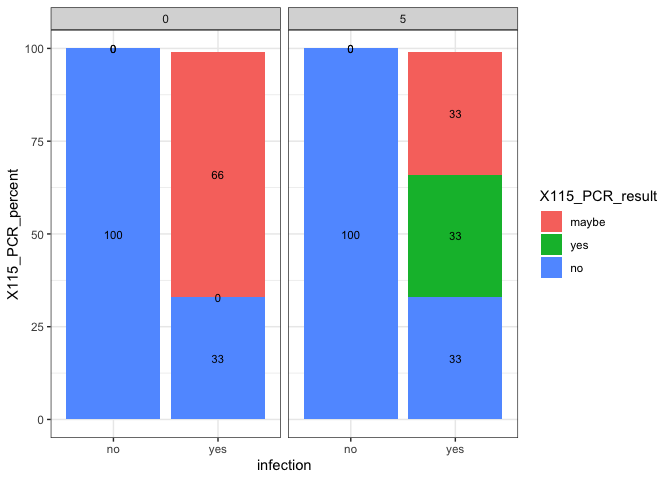 0
5
100
75
50
25
0
X115_PCR_percent
0
100
66
0
33
0
100
33
33
33
no
yes
no
yes
infection
X115_PCR_result
maybe
yes
no